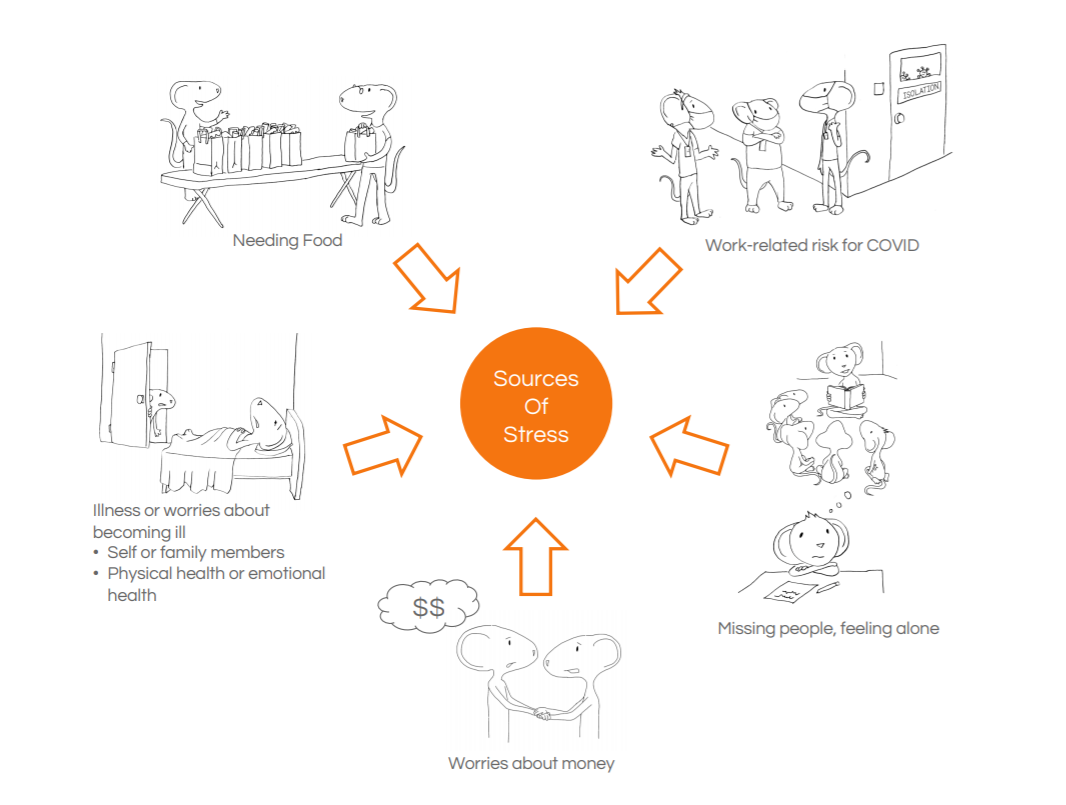 Needing Food
ISOLATION
Work-related risk for COVID
Sources
Of
Stress
Illness or worries about
becoming ill
• Self or family members
• Physical health or emotional
health
Missing people, feeling alone
$$
Worries about money